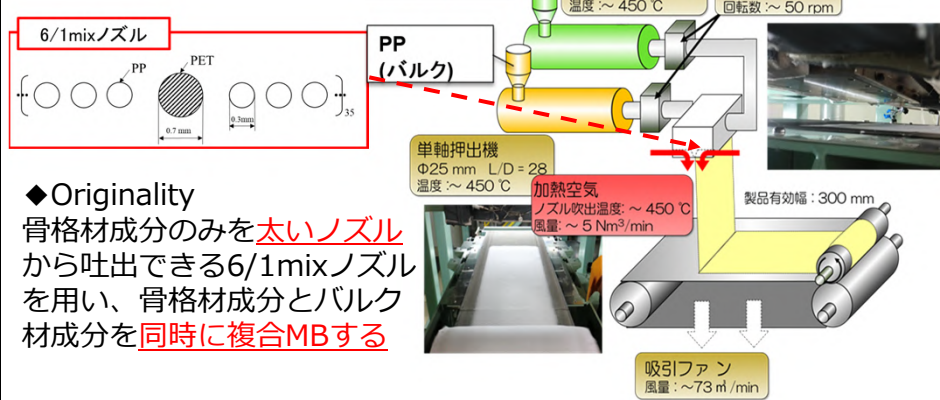 温度:～ 450 ℃
回転数:～ 50 rpm
6/1mixノズル
PP
PET
35
0.7 mm
0.3mm
PP
(バルク)
単軸押出機
Φ25 mm L/D = 28
温度:～ 450 ℃
加熱空気
ノズル吹出温度:～ 450 ℃
風量:～ 5 Nm³/min
製品有効幅:300 mm
◆Originality
骨格材成分のみを太いノズル
から吐出できる6/1mixノズル
を用い、骨格材成分とバルク
材成分を同時に複合MBする
吸引ファン
風量:～73 ㎥/min